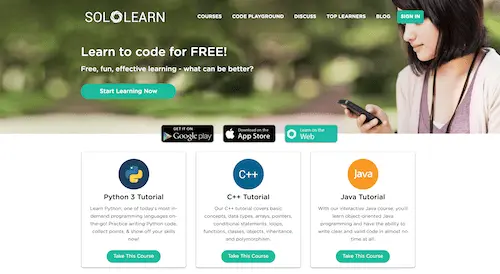 SOLOLEARN
COURSES CODE PLAYGROUND DISCUSS TOP LEARNERS BLOG SIGN IN
Learn to code for FREE!
Free, fun, effective learning - what can be better?
Start Learning Now
GET IT ON
Google play
Download on the
App Store
Learn on the
Web
Python 3 Tutorial
Learn Python, one of today's most in-
demand programming languages on-
the-go! Practice writing Python code,
collect points, & show off your skills
now!
Take This Course
C++
C++ Tutorial
Our C++ tutorial covers basic
concepts, data types, arrays, pointers,
conditional statements, loops,
functions, classes, objects, inheritance,
and polymorphism.
Take This Course
Java
Java Tutorial
With our interactive Java course, you'll
learn object-oriented Java
programming and have the ability to
write clear and valid code in almost no
time at all.
Take This Course